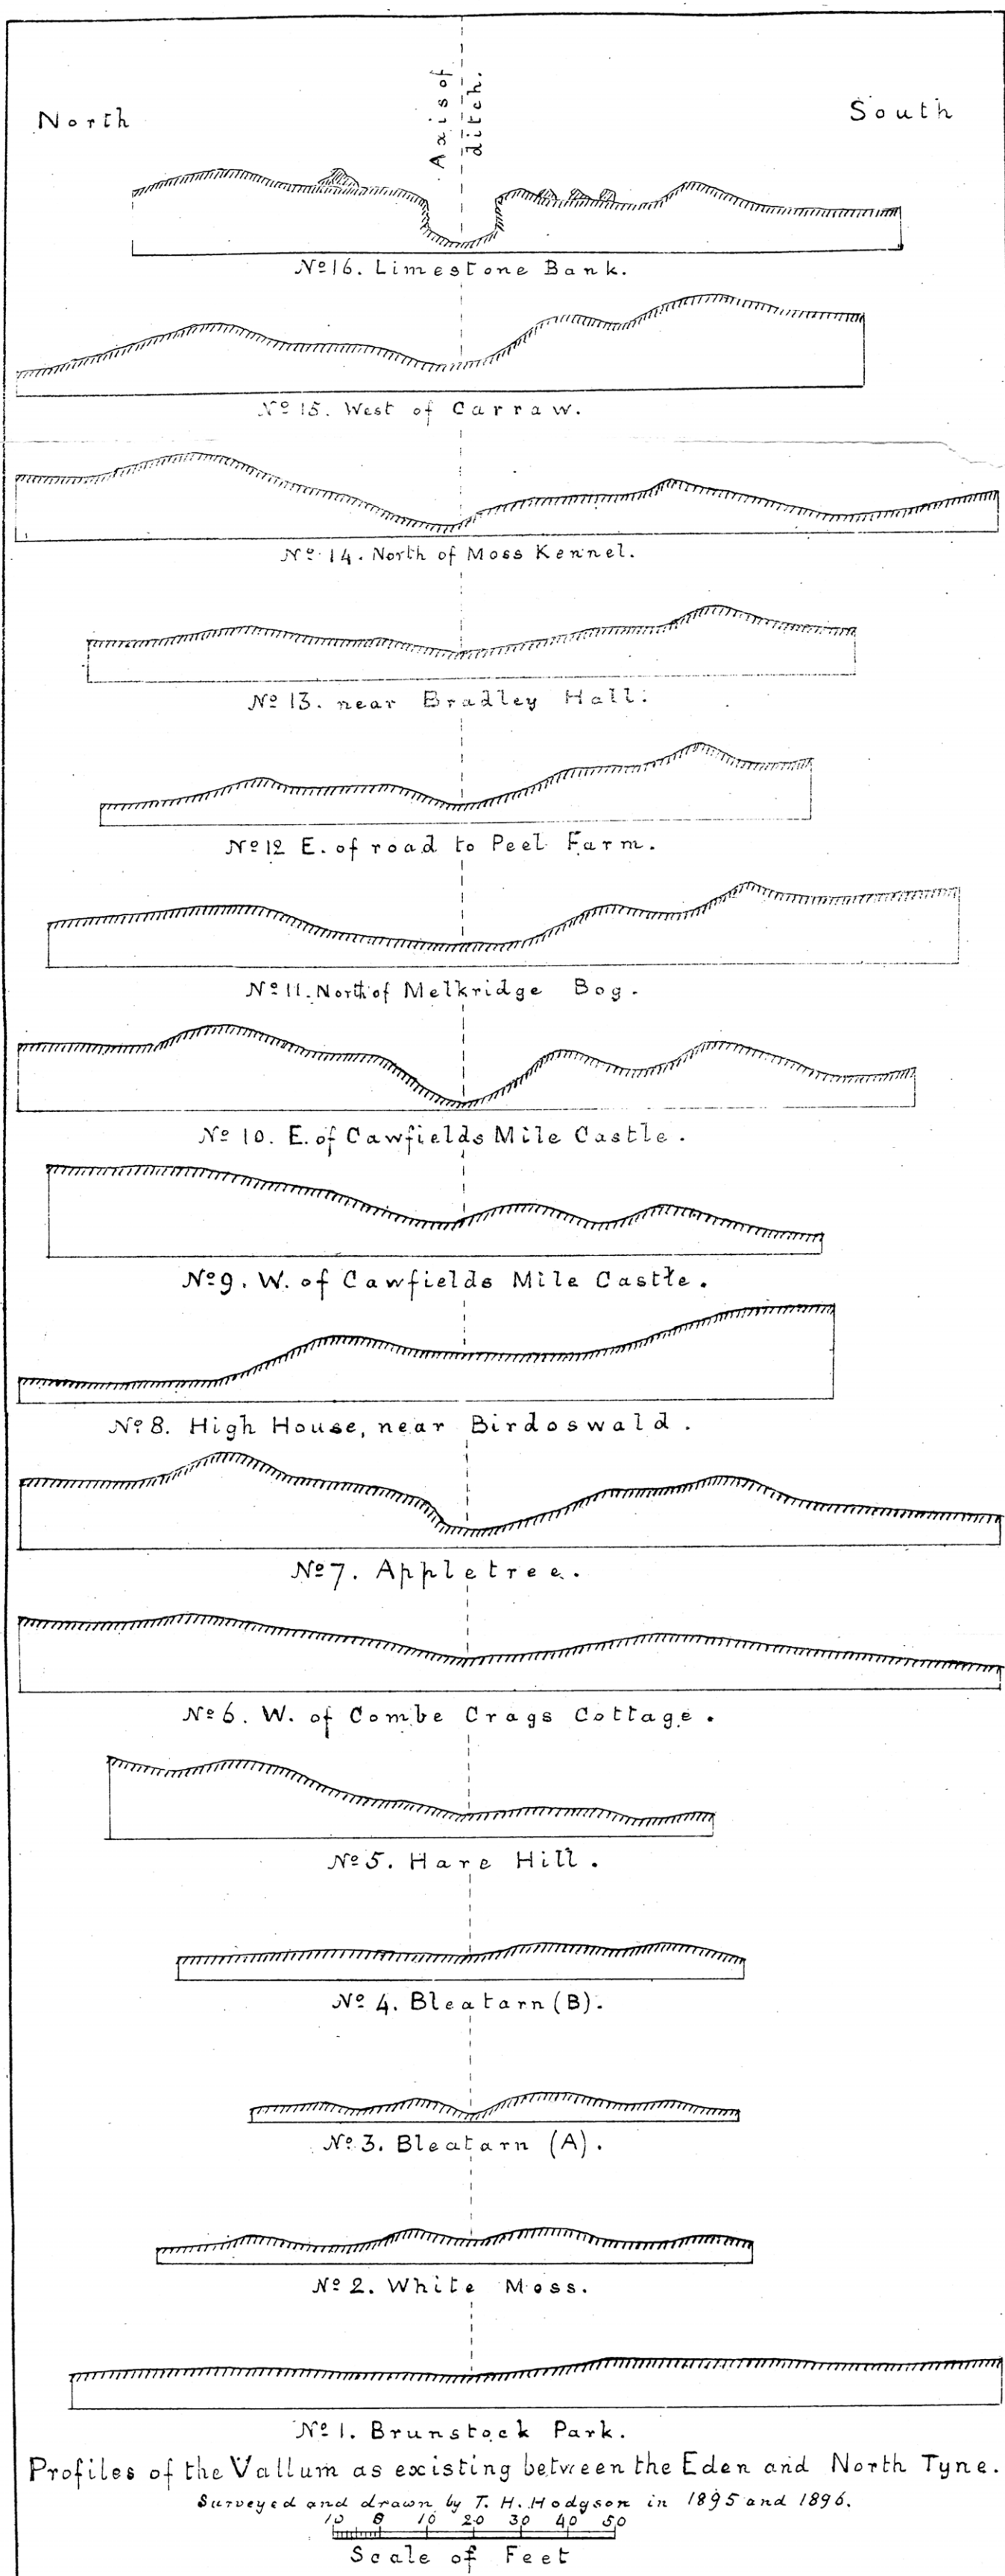 North
Axis of
ditch.
South
Nº 16. Limestone Bank.
Nº 15. West of Carraw.
Nº 14. North of Moss Kennel.
Nº 13. near Bradley Hall.
Nº 12 E. of road to Peel Farm.
Nº 11. North of Melkridge Bog.
Nº 10. E. of Cawfields Mile Castle.
Nº 9. W. of Cawfields Mile Castle.
Nº 8. High House, near Birdoswald.
Nº 7. Appletree.
Nº 6. W. of Combe Crags Cottage.
Nº 5. Hare Hill.
Nº 4. Bleatarn (B).
Nº 3. Bleatarn (A).
Nº 2. White Moss.
Nº 1. Brunstock Park.
Profiles of the Vallum as existing between the Eden and North Tyne.
Surveyed and drawn by T. H. Hodgson in 1895 and 1896.
10 0 10 20 30 40 50
Scale of Feet